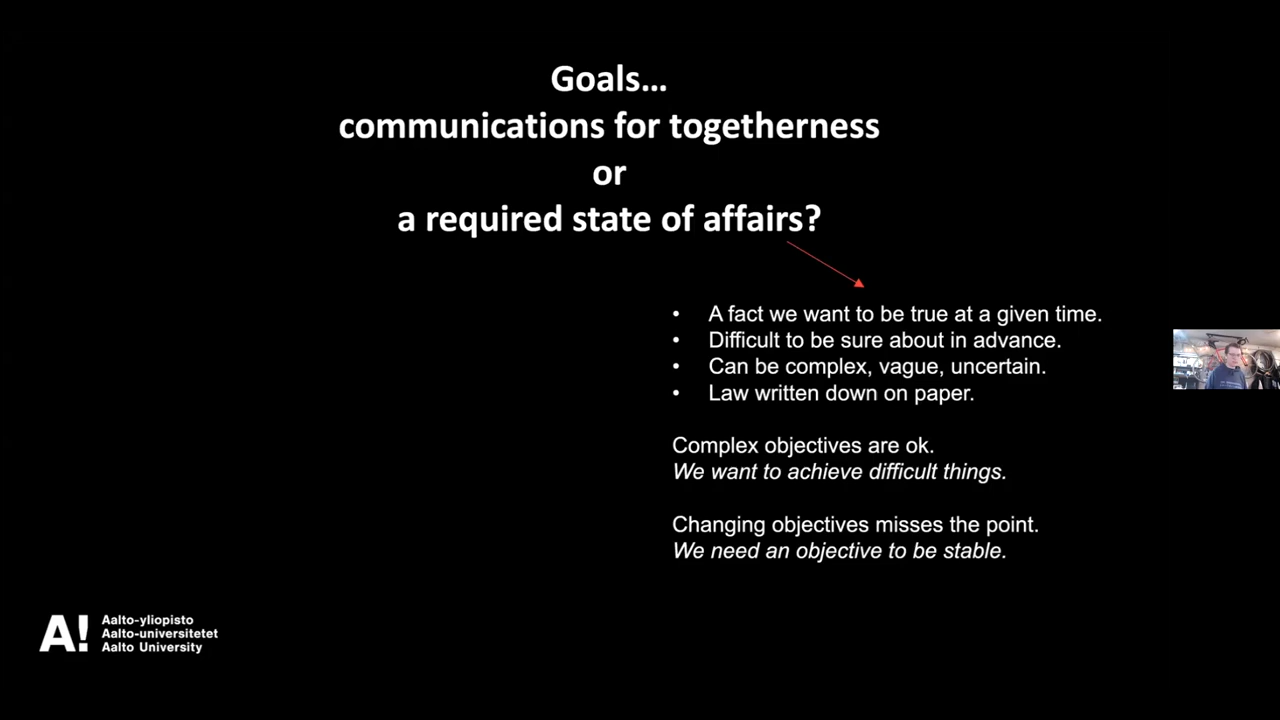 Goals...
communications for togetherness
or
a required state of affairs?
• A fact we want to be true at a given time.
• Difficult to be sure about in advance.
• Can be complex, vague, uncertain.
• Law written down on paper.
Complex objectives are ok.
We want to achieve difficult things.
Changing objectives misses the point.
We need an objective to be stable.
A!
Aalto-yliopisto
Aalto-universitetet
Aalto University